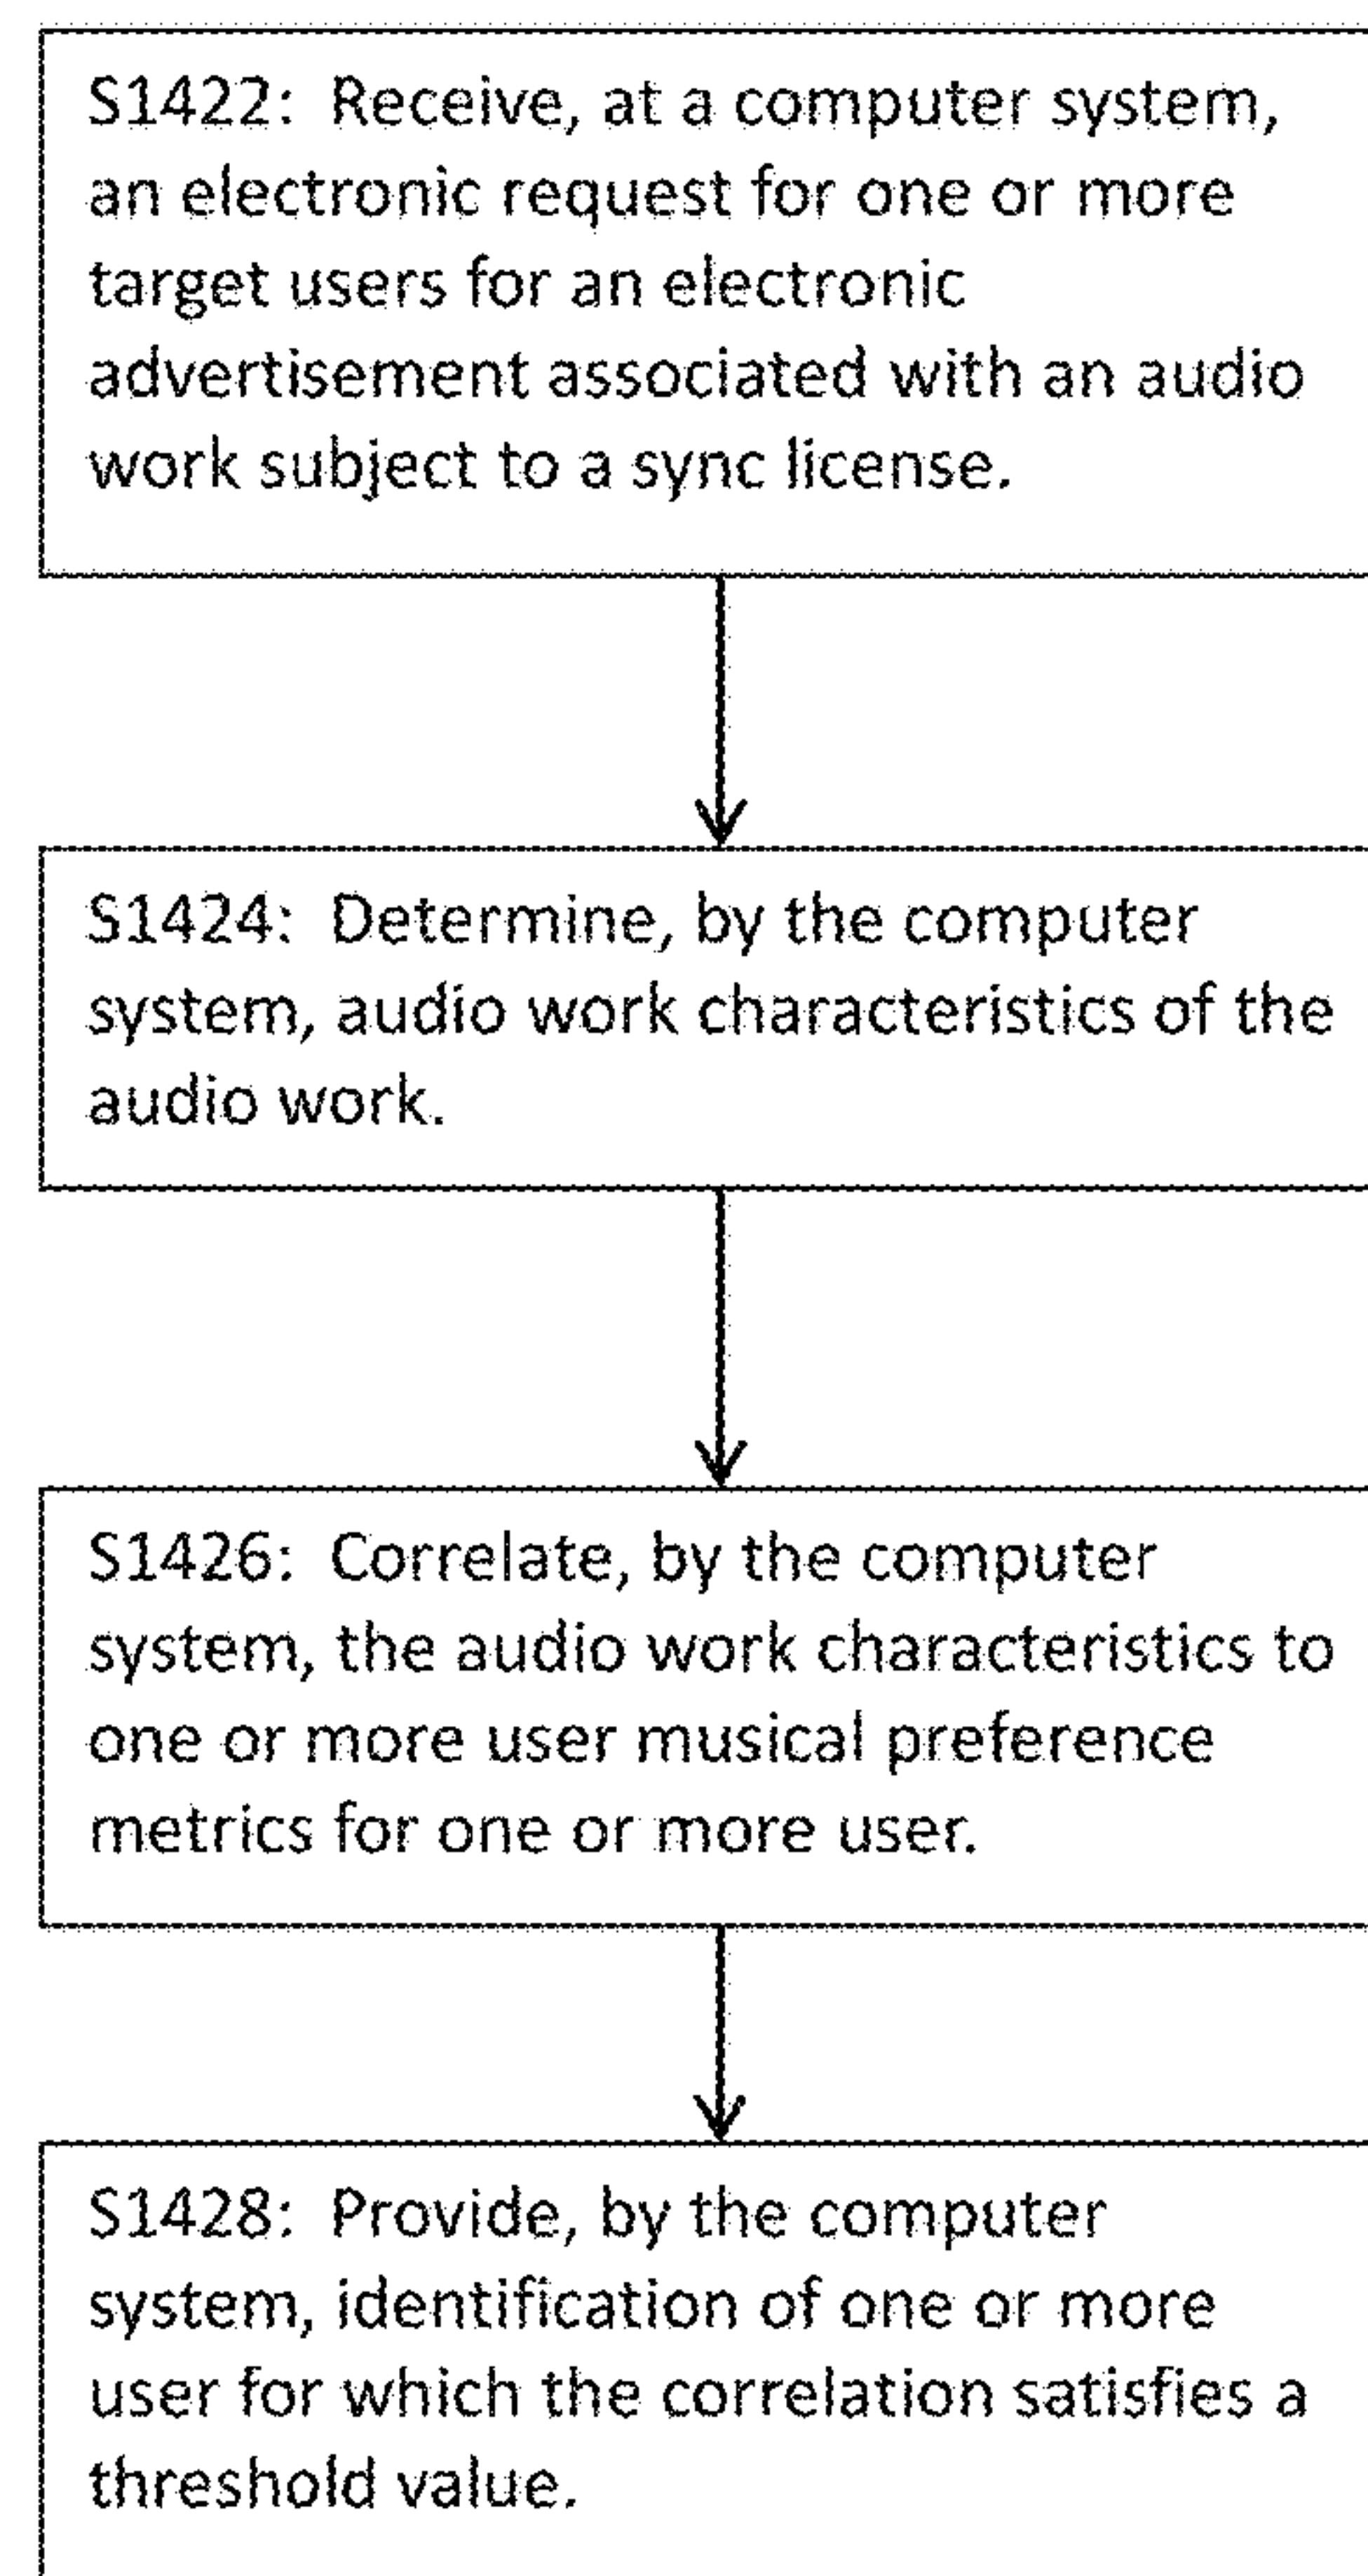 S1422: Receive, at a computer system,
an electronic request for one or more
target users for an electronic
advertisement associated with an audio
work subject to a sync license.
S1424: Determine, by the computer
system, audio work characteristics of the
audio work.
S1426: Correlate, by the computer
system, the audio work characteristics to
one or more user musical preference
metrics for one or more user.
S1428: Provide, by the computer
system, identification of one or more
user for which the correlation satisfies a
threshold value.